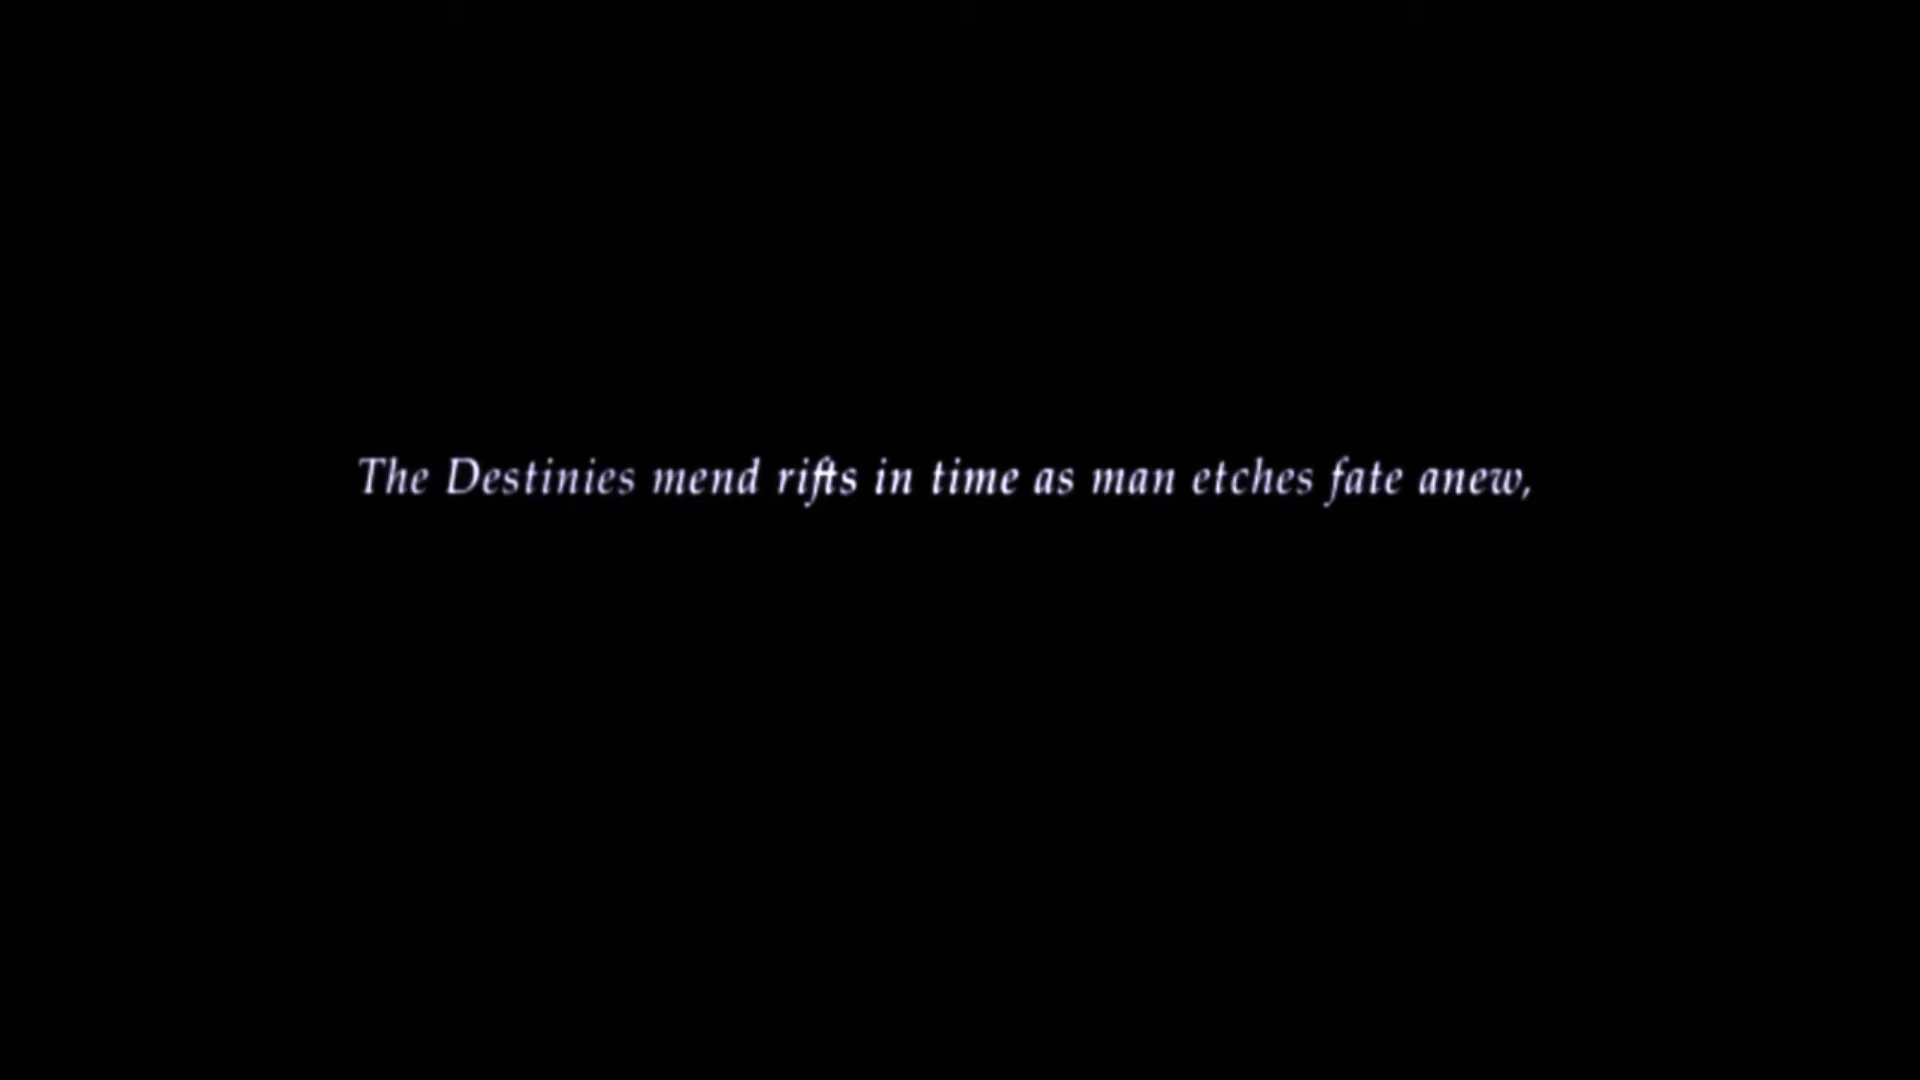 The Destinies mend rifts in time as man etches fate anew,